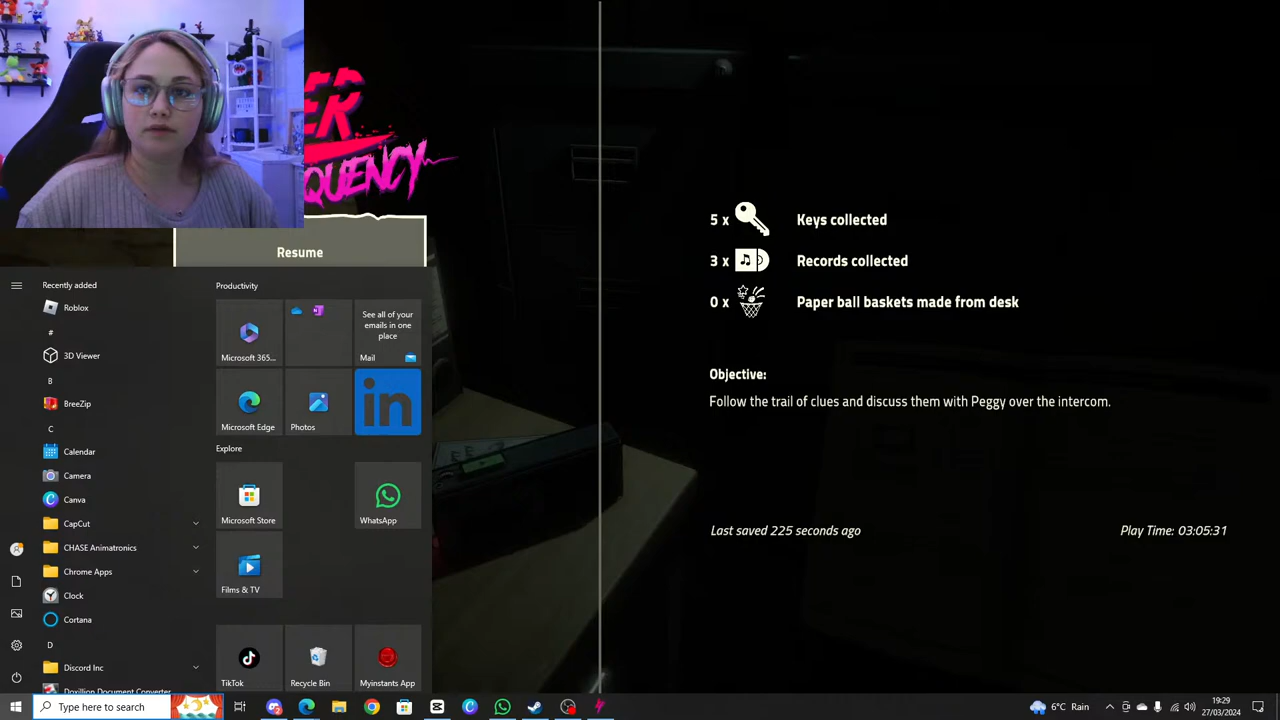 ER
QUENCY
Resume
5 x Keys collected
3 x Records collected
0 x Paper ball baskets made from desk
Objective:
Follow the trail of clues and discuss them with Peggy over the intercom.
Last saved 225 seconds ago
Play Time: 03:05:31
Recently added
Roblox
#
3D Viewer
B
BreeZip
C
Calendar
Camera
Canva
CapCut
CHASE Animatronics
Chrome Apps
Clock
Cortana
D
Discord Inc
Doxillion Document Converter
Productivity
Microsoft 365...
See all of your
emails in one
place
Mail
Microsoft Edge
Photos
in
Explore
Microsoft Store
WhatsApp
Films & TV
TikTok
Recycle Bin
Myinstants App
Type here to search
6°C Rain
19:29
27/03/2024